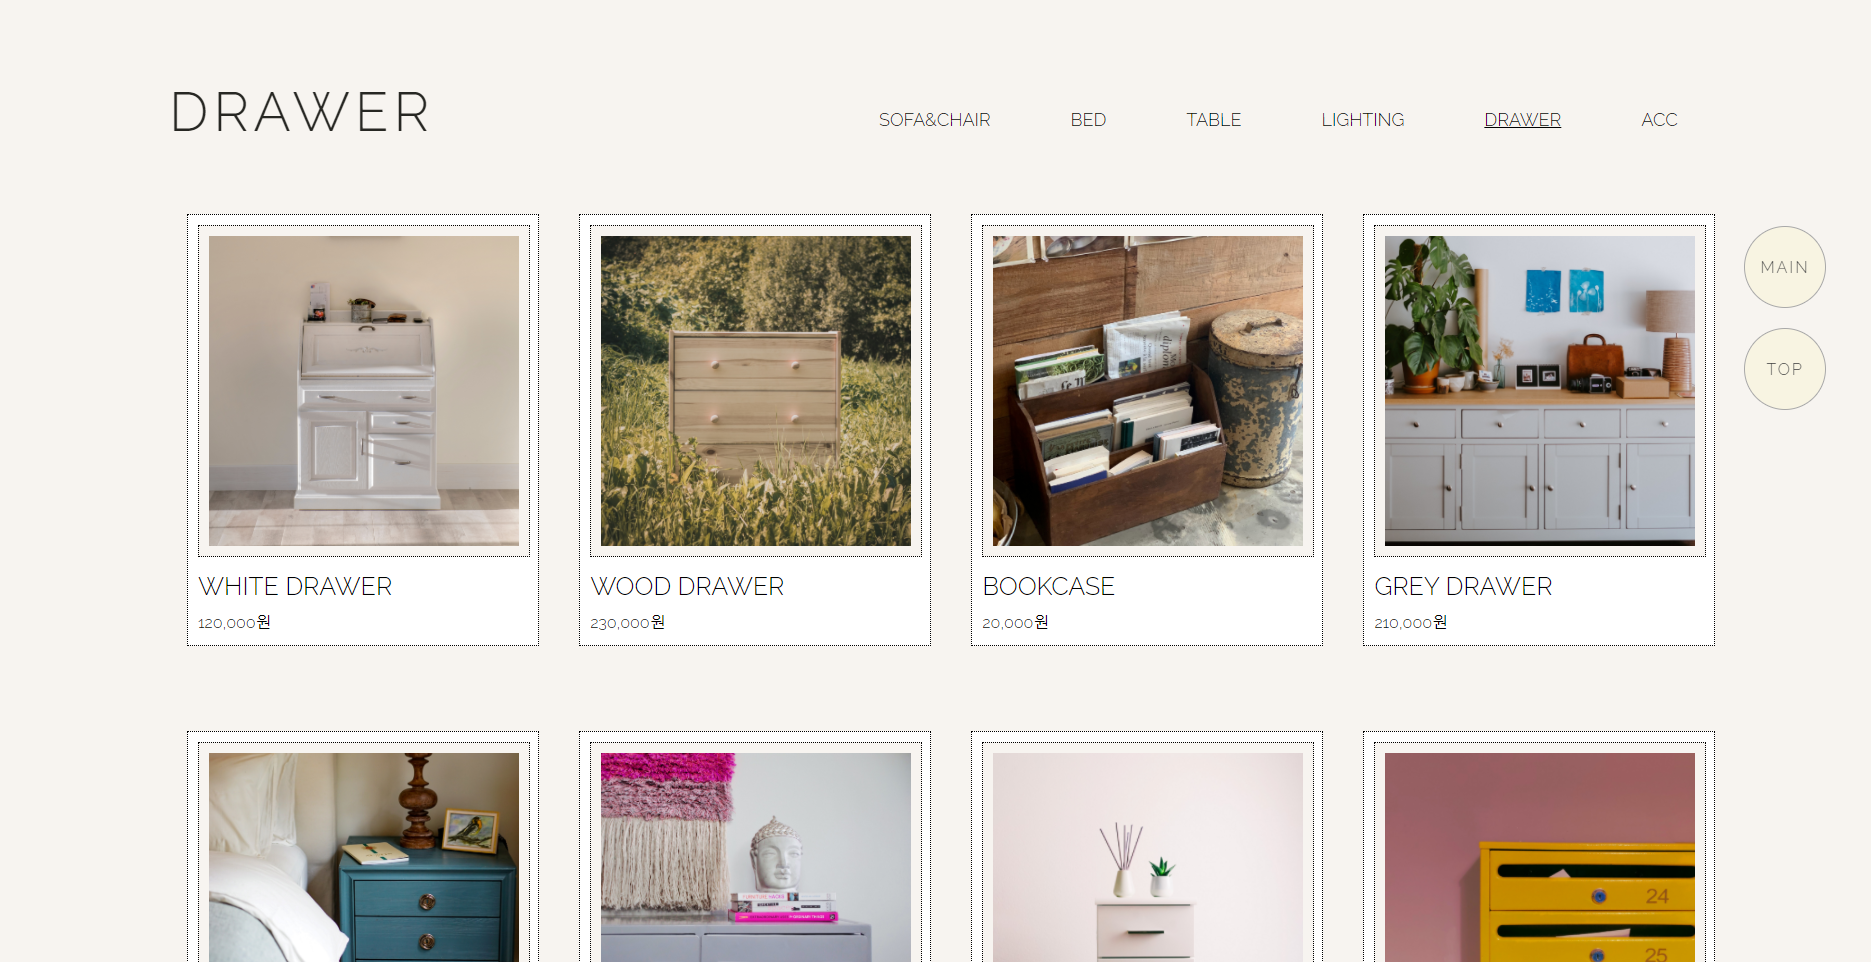 DRAWER
SOFA&CHAIR
BED
TABLE
LIGHTING
DRAWER
ACC
MAIN
TOP
WHITE DRAWER
120,000원
WOOD DRAWER
230,000원
BOOKCASE
20,000원
GREY DRAWER
210,000원
24
25